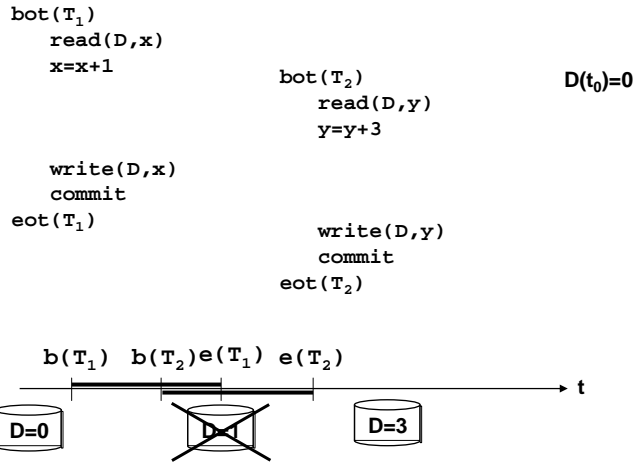 bot(T₁)
read(D,x)
x=x+1
bot(T₂)
D(t₀)=0
read(D,y)
y=y+3
write(D,x)
commit
eot(T₁)
write(D,y)
commit
eot(T₂)
b(T₁) b(T₂) e(T₁) e(T₂)
t
D=0 D=1 D=3